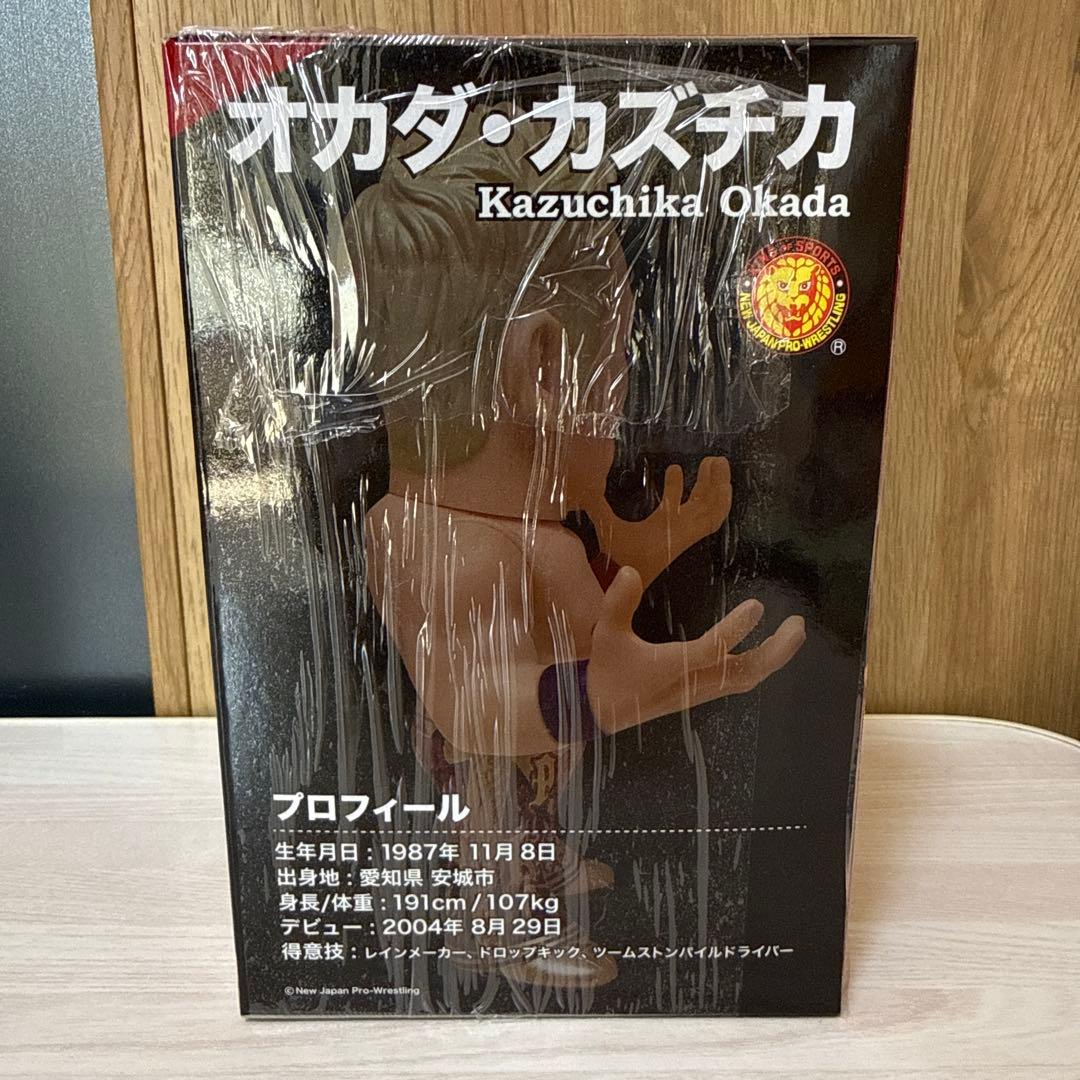 オカダ・カズチカ
Kazuchika Okada
KING of SPORTS
NEW JAPAN PRO-WRESTLING
®
プロフィール
生年月日：1987年 11月8日
出身地：愛知県 安城市
身長/体重：191cm/107kg
デビュー：2004年 8月29日
得意技：レインメーカー、ドロップキック、ツームストンパイルドライバー
©New Japan Pro-Wrestling